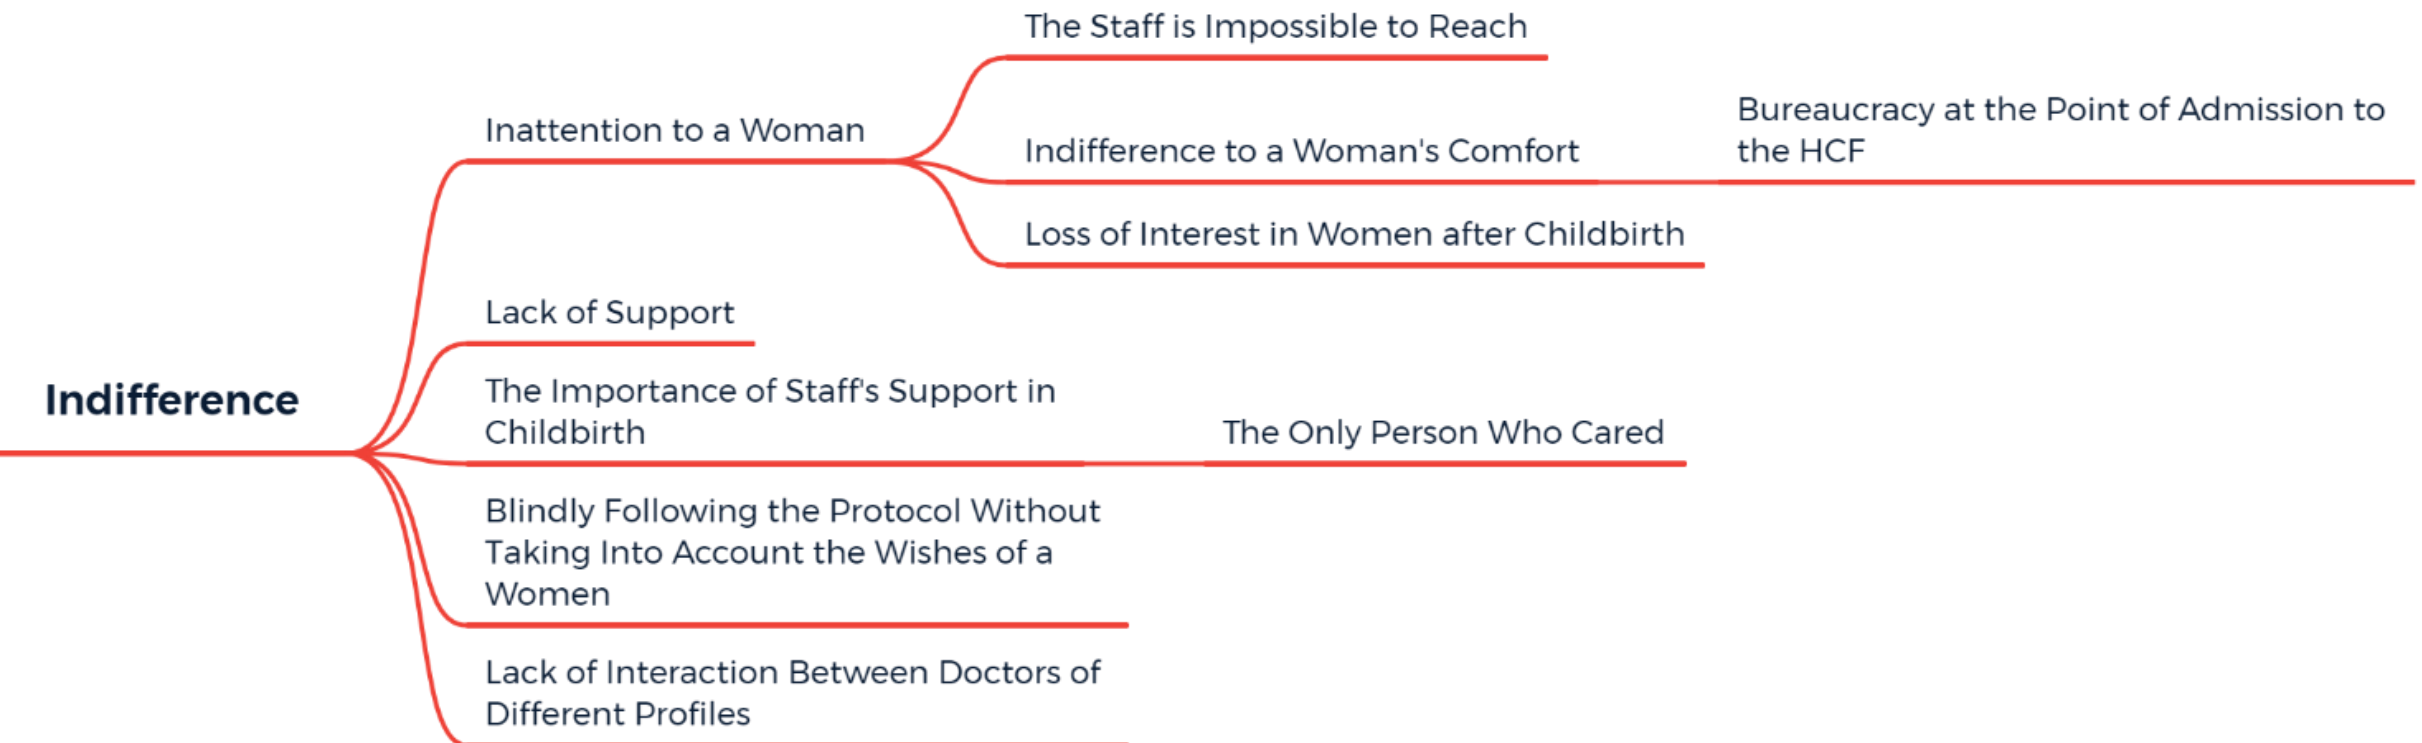 The Staff is Impossible to Reach
Inattention to a Woman
Indifference to a Woman's Comfort
Bureaucracy at the Point of Admission to
the HCF
Loss of Interest in Women after Childbirth
Lack of Support
Indifference
The Importance of Staff's Support in
Childbirth
The Only Person Who Cared
Blindly Following the Protocol Without
Taking Into Account the Wishes of a
Women
Lack of Interaction Between Doctors of
Different Profiles